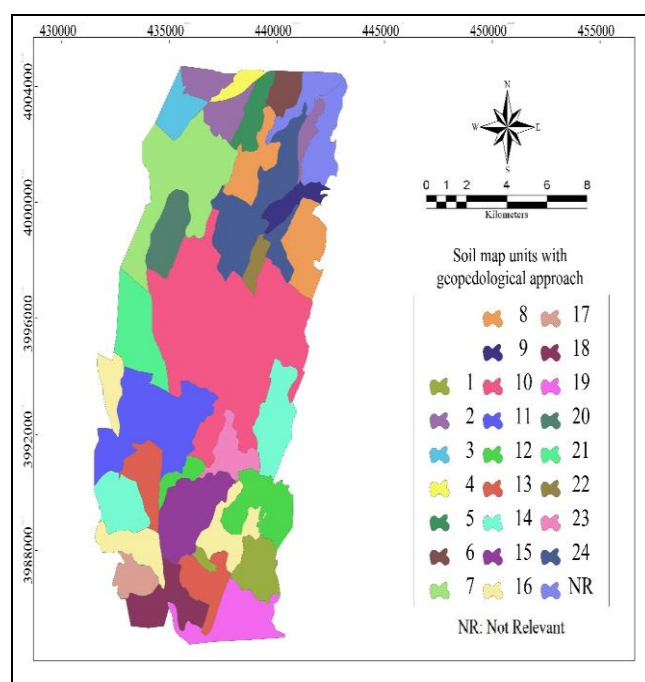 430000 435000 440000 445000 450000 455000
4004000
4000000
3996000
3992000
3988000
N
W E
S
0 1 2 4 6 8
Kilometers
Soil map units with
geopedological approach
8 17
9 18
1 10 19
2 11 20
3 12 21
4 13 22
5 14 23
6 15 24
7 16 NR
NR: Not Relevant